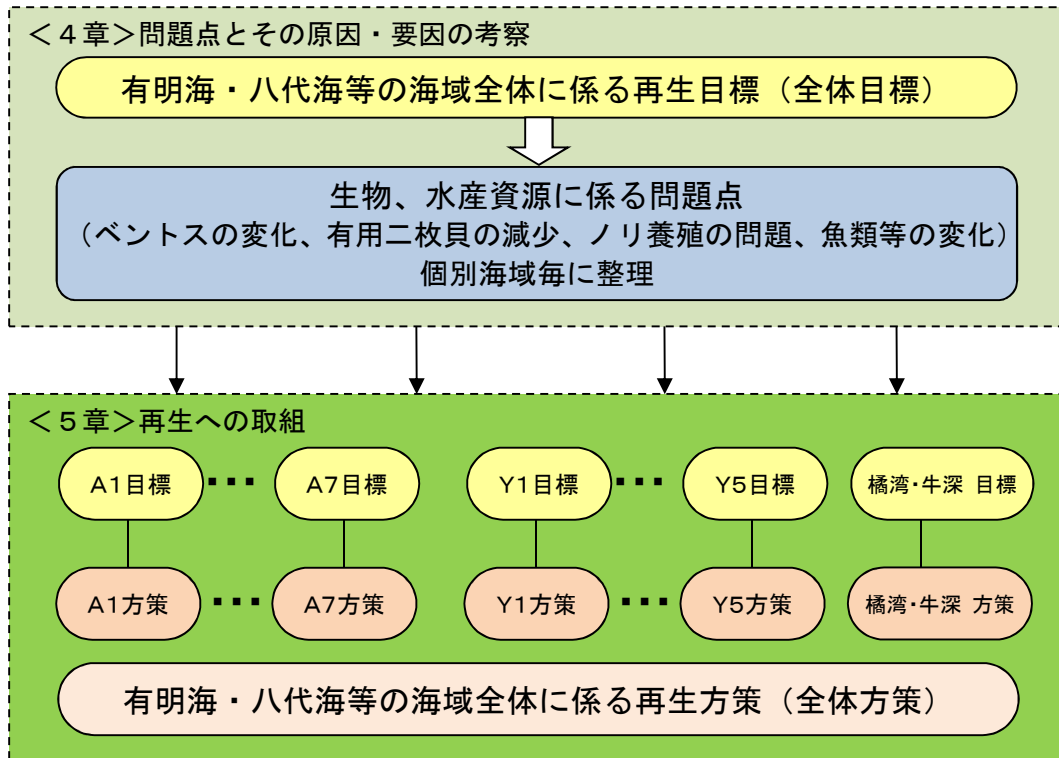 ＜４章＞問題点とその原因・要因の考察
有明海・八代海等の海域全体に係る再生目標（全体目標）
生物、水産資源に係る問題点
（ベントスの変化、有用二枚貝の減少、ノリ養殖の問題、魚類等の変化）
個別海域毎に整理
＜５章＞再生への取組
A1目標 ･･･ A7目標 Y1目標 ･･･ Y5目標 橘湾･牛深 目標
A1方策 ･･･ A7方策 Y1方策 ･･･ Y5方策 橘湾･牛深 方策
有明海・八代海等の海域全体に係る再生方策（全体方策）